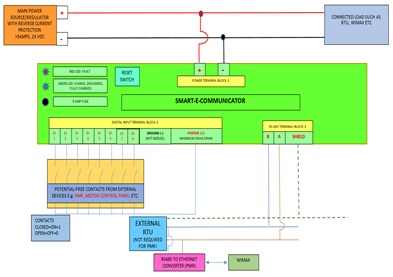 MAIN POWER
SOURCE/REGULATOR
WITH REVERSE CURRENT
PROTECTION
>5AMPS, 24 VDC
+
-
CONNECTED LOAD SUCH AS
RTU, WIMAX ETC
RED LED: FAULT
GREEN LED: CHARGE, DISCHARGE,
FULLY CHARGED
5 AMP FUSE
RESET
SWITCH
+
-
POWER TERMINAL BLOCK-1
SMART-E-COMMUNICATOR
DIGITAL INPUT TERMINAL BLOCK-2
GROUND (-)
(NOT NEEDED)
POSITIVE (+)
RS-485 TERMINAL BLOCK-3
B
A
SHIELD
POTENTIAL-FREE CONTACTS FROM EXTERNAL
DEVICES E.g. PMR, MOTOR CONTROL PANEL ETC
CONTACTS
CLOSED=ON=1
OPEN=OFF=0
EXTERNAL
RTU
(NOT REQUIRED
FOR PMR)
RS485 TO ETHERNET
CONVERTER (PMR)
WIMAX